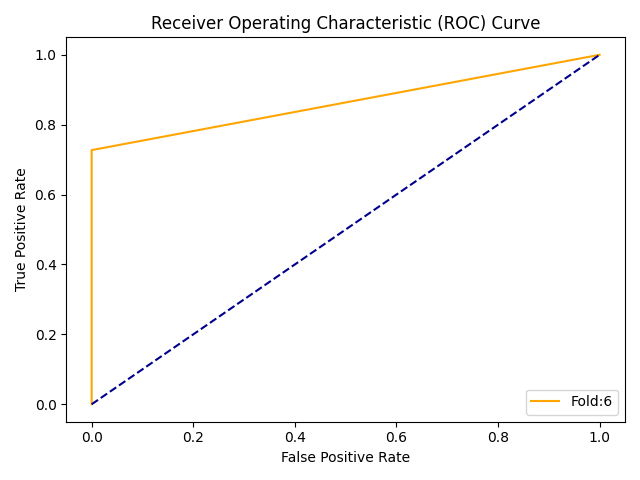 Receiver Operating Characteristic (ROC) Curve
1.0
0.8
0.6
0.4
0.2
0.0
True Positive Rate
0.0 0.2 0.4 0.6 0.8 1.0
False Positive Rate
Fold:6